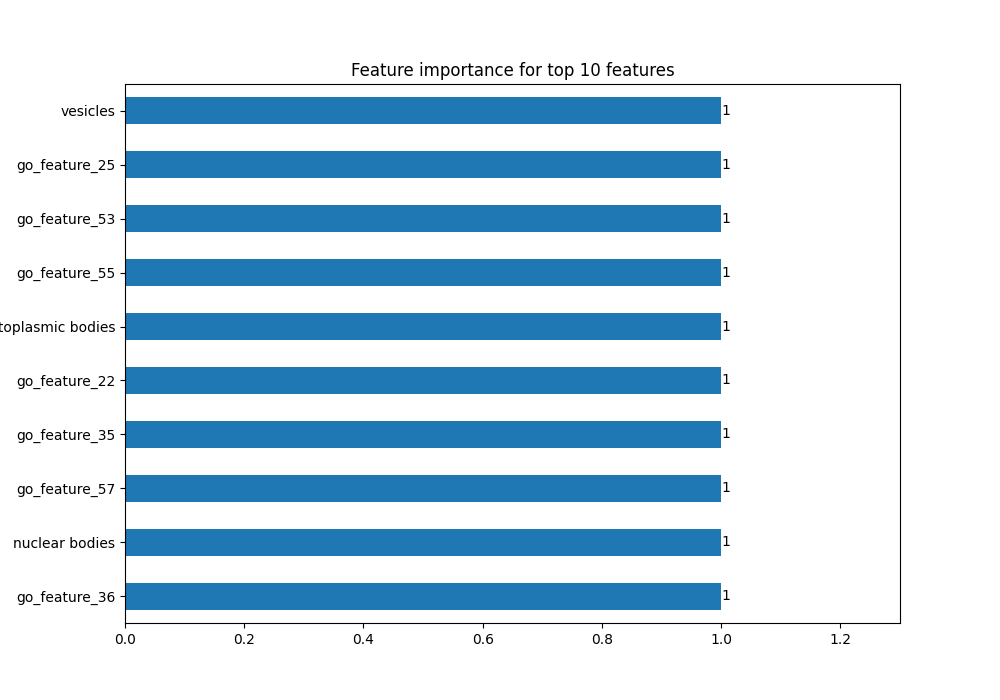 Feature importance for top 10 features
vesicles 1
go_feature_25 1
go_feature_53 1
go_feature_55 1
toplasmic bodies 1
go_feature_22 1
go_feature_35 1
go_feature_57 1
nuclear bodies 1
go_feature_36 1
0.0 0.2 0.4 0.6 0.8 1.0 1.2